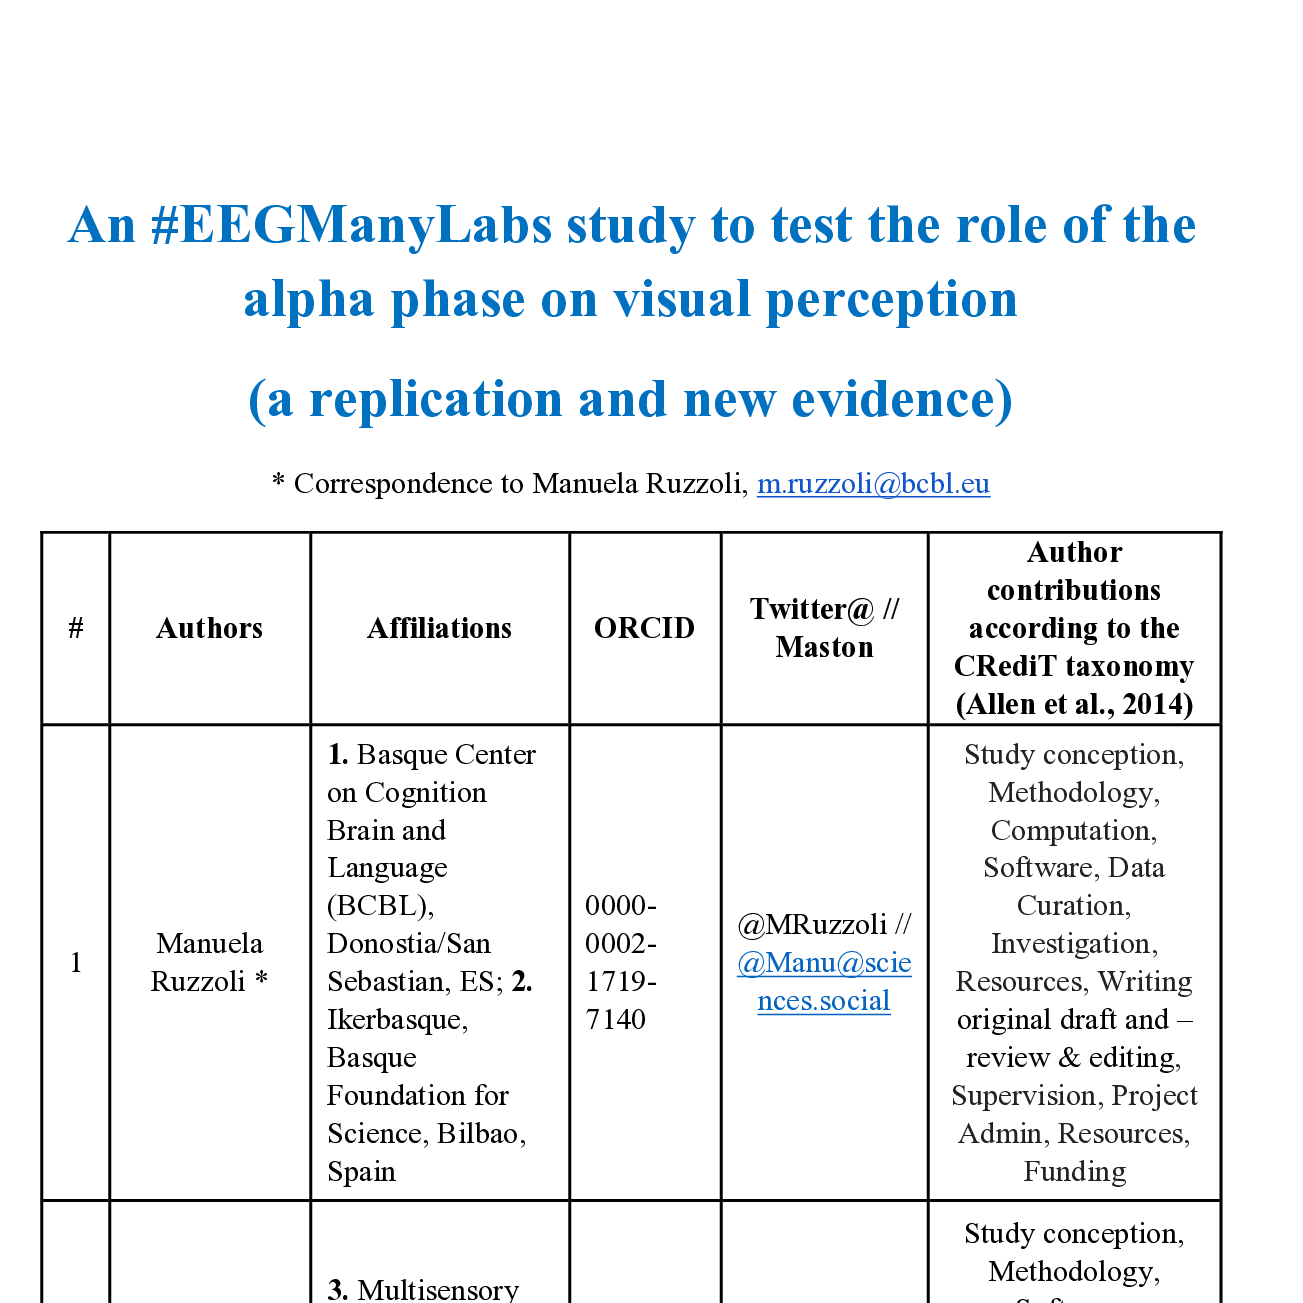 An #EEGManyLabs study to test the role of the
alpha phase on visual perception
(a replication and new evidence)
* Correspondence to Manuela Ruzzoli, m.ruzzoli@bcbl.eu
#
Authors
Affiliations
ORCID
Twitter@ //
Maston
Author
contributions
according to the
CRediT taxonomy
(Allen et al., 2014)
1
Manuela
Ruzzoli *
1. Basque Center
on Cognition
Brain and
Language
(BCBL),
Donostia/San
Sebastian, ES; 2.
Ikerbasque,
Basque
Foundation for
Science, Bilbao,
Spain
0000-
0002-
1719-
7140
@MRuzzoli //
@Manu@scie
nces.social
Study conception,
Methodology,
Computation,
Software, Data
Curation,
Investigation,
Resources, Writing
original draft and –
review & editing,
Supervision, Project
Admin, Resources,
Funding
3. Multisensory
Study conception,
Methodology,